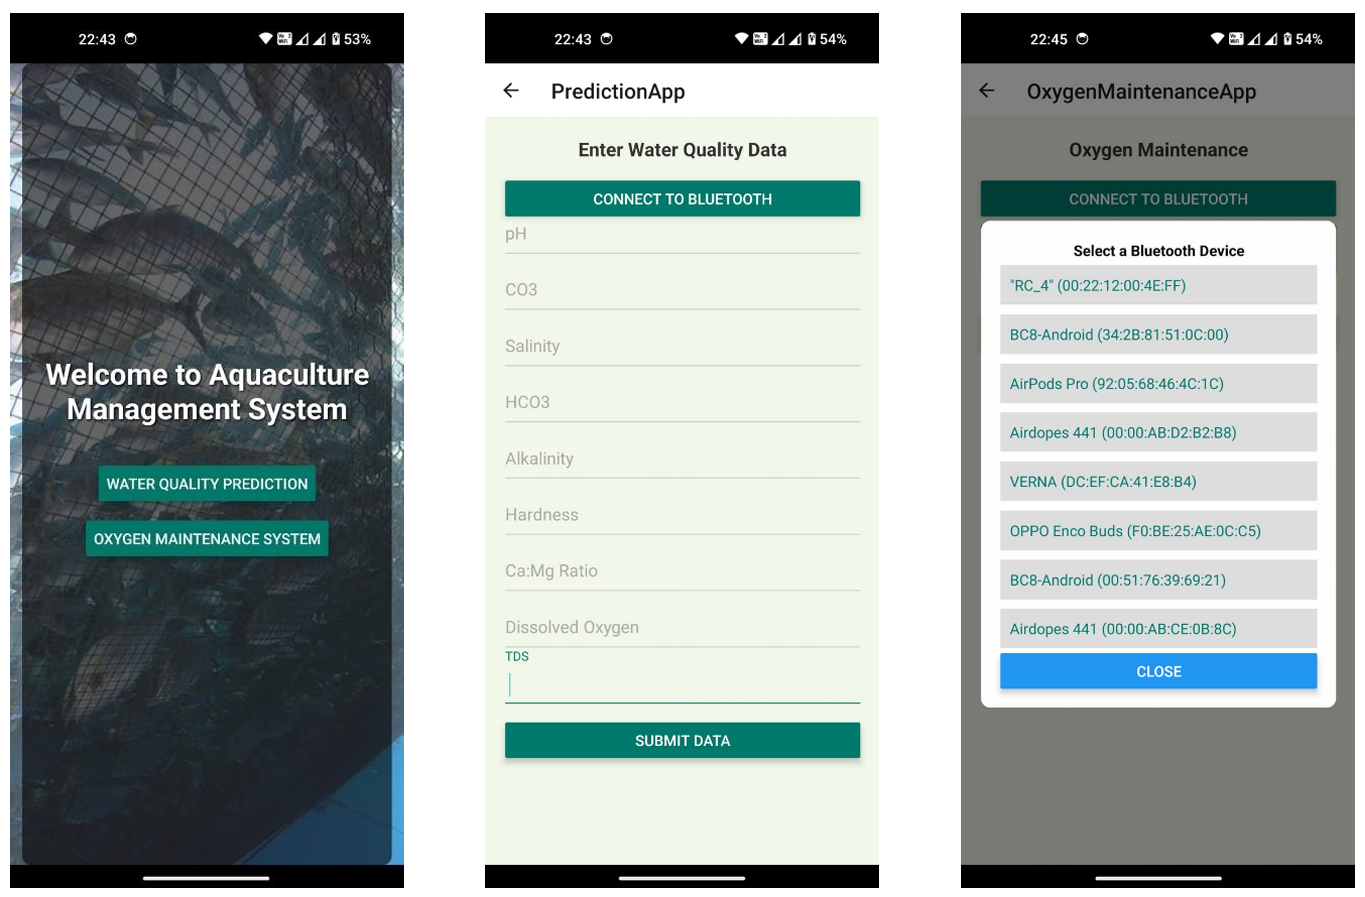 22:43
53%
Welcome to Aquaculture
Management System
WATER QUALITY PREDICTION
OXYGEN MAINTENANCE SYSTEM
22:43
54%
PredictionApp
Enter Water Quality Data
CONNECT TO BLUETOOTH
pH
CO3
Salinity
HCO3
Alkalinity
Hardness
Ca:Mg Ratio
Dissolved Oxygen
TDS
SUBMIT DATA
22:45
54%
OxygenMaintenanceApp
Oxygen Maintenance
CONNECT TO BLUETOOTH
Select a Bluetooth Device
"RC_4" (00:22:12:00:4E:FF)
BC8-Android (34:2B:81:51:0C:00)
AirPods Pro (92:05:68:46:4C:1C)
Airdopes 441 (00:00:AB:D2:B2:B8)
VERNA (DC:EF:CA:41:E8:B4)
OPPO Enco Buds (F0:BE:25:AE:0C:C5)
BC8-Android (00:51:76:39:69:21)
Airdopes 441 (00:00:AB:CE:0B:8C)
CLOSE